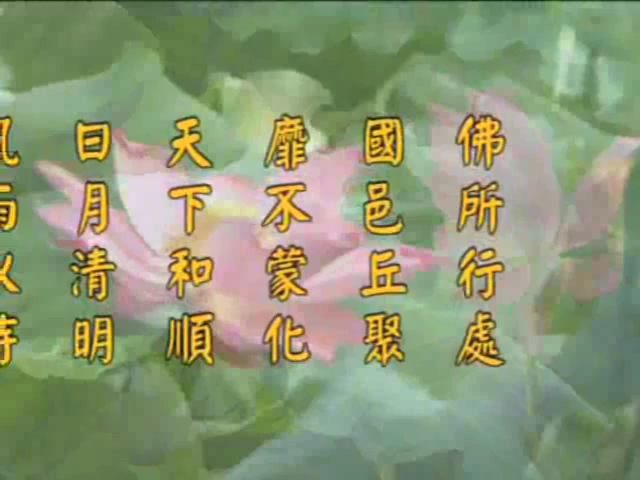 佛所行處
國邑丘聚
靡不蒙化
天下和順
日月清明
風雨以時